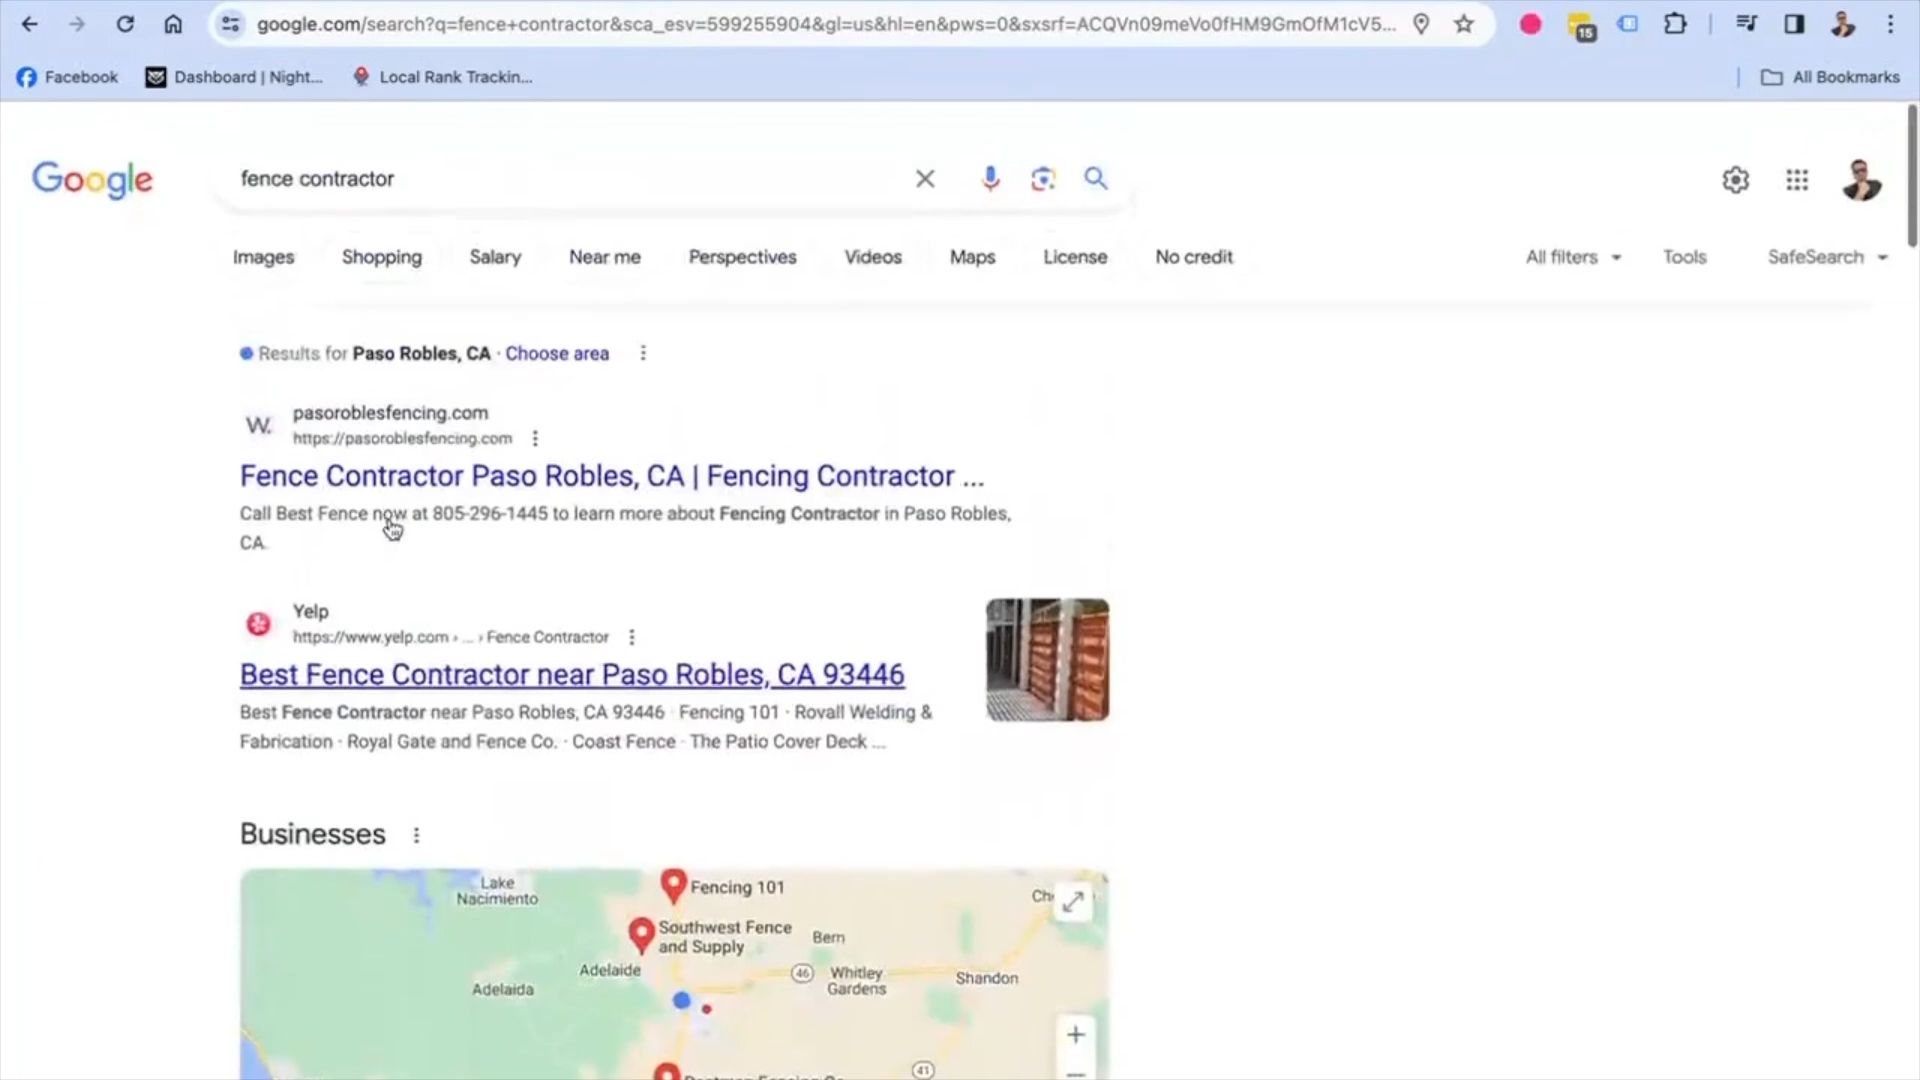 google.com/search?q=fence+contractor&sca_esv=599255904&gl=us&hl=en&pws=0&sxsrf=ACQVn09meVo0fHM9GmOfM1cV5...
15
Facebook
Dashboard | Night...
Local Rank Trackin...
All Bookmarks
Google
fence contractor
Images Shopping Salary Near me Perspectives Videos Maps License No credit All filters Tools SafeSearch
Results for Paso Robles, CA · Choose area
W.
pasoroblesfencing.com
https://pasoroblesfencing.com
Fence Contractor Paso Robles, CA | Fencing Contractor ...
Call Best Fence now at 805-296-1445 to learn more about Fencing Contractor in Paso Robles,
CA.
Yelp
https://www.yelp.com › ... › Fence Contractor
Best Fence Contractor near Paso Robles, CA 93446
Best Fence Contractor near Paso Robles, CA 93446 · Fencing 101 · Rovall Welding &
Fabrication · Royal Gate and Fence Co. · Coast Fence · The Patio Cover Deck ...
Businesses
Lake
Nacimiento
Fencing 101
Southwest Fence
and Supply
Bern
Adelaide
Adelaida
46
Whitley
Gardens
Shandon
41